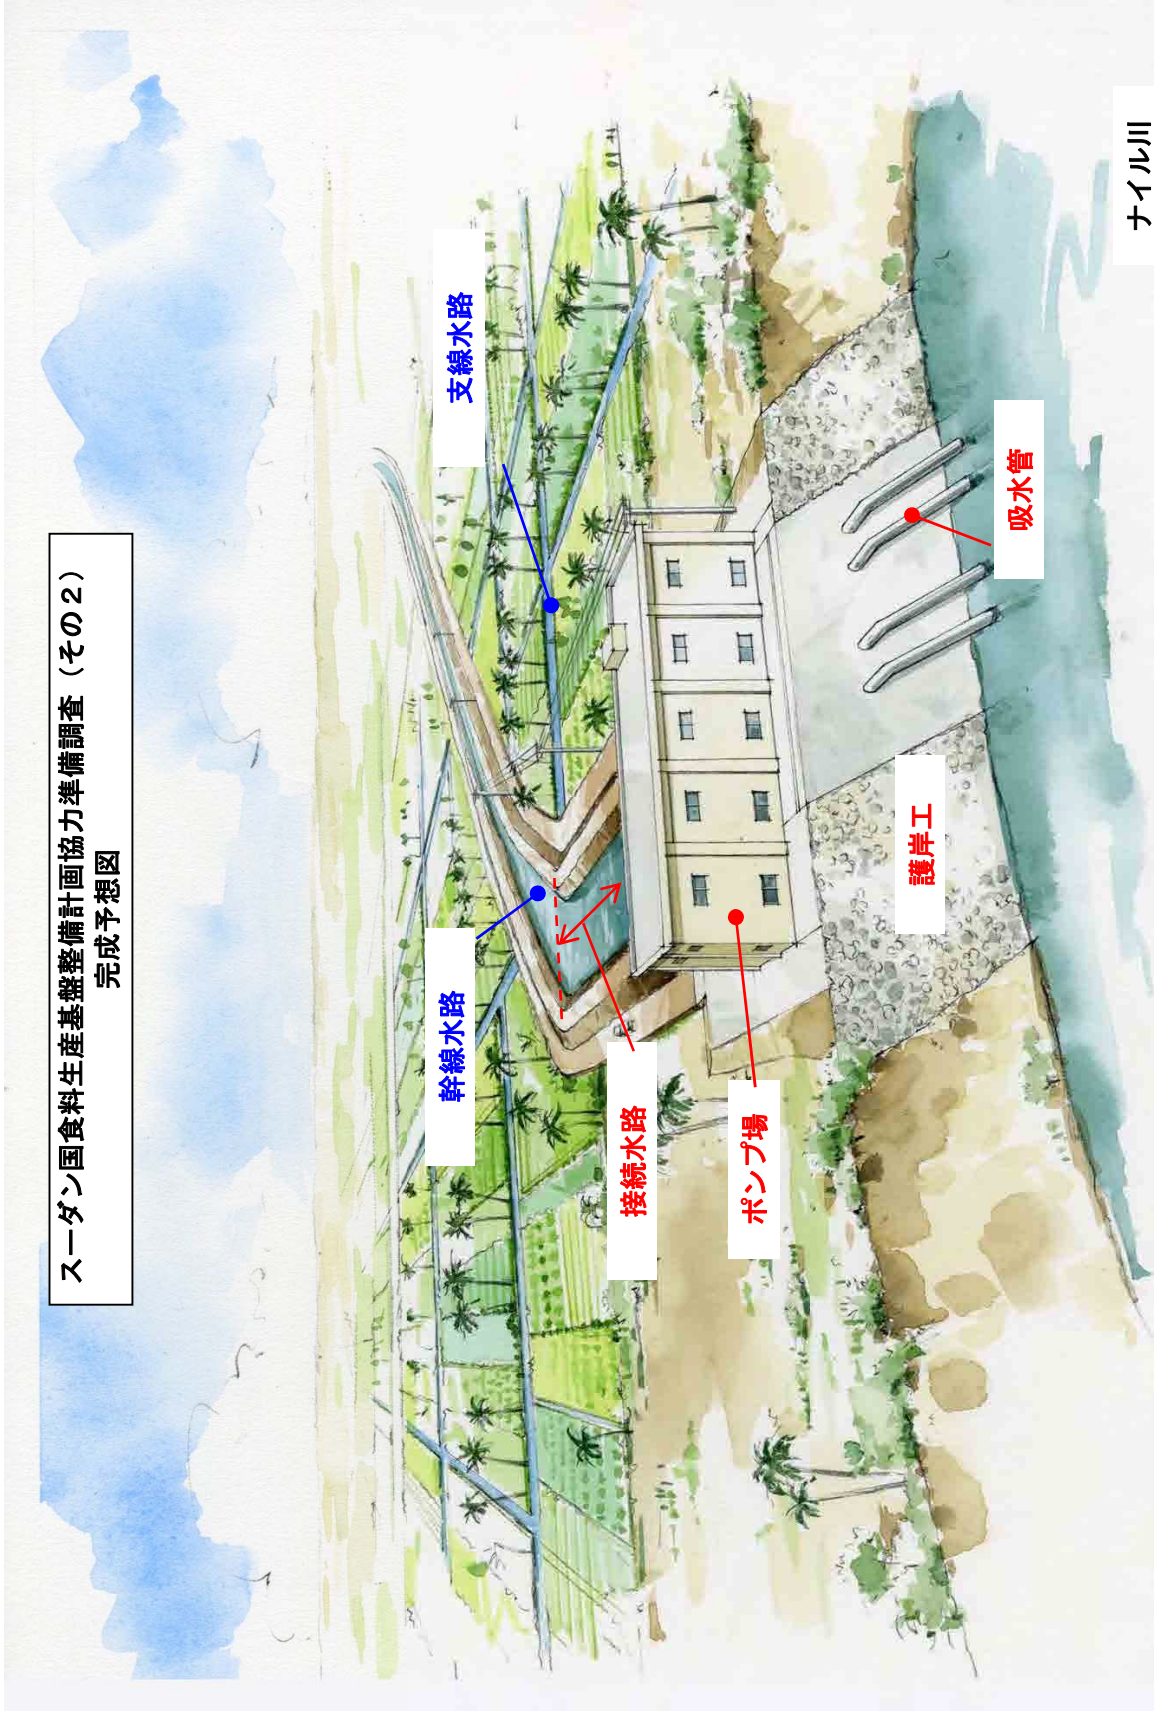 スーダン国食料生産基盤整備計画協力準備調査（その２）
完成予想図
支線水路
幹線水路
接続水路
ポンプ場
護岸工
吸水管
ナイル川